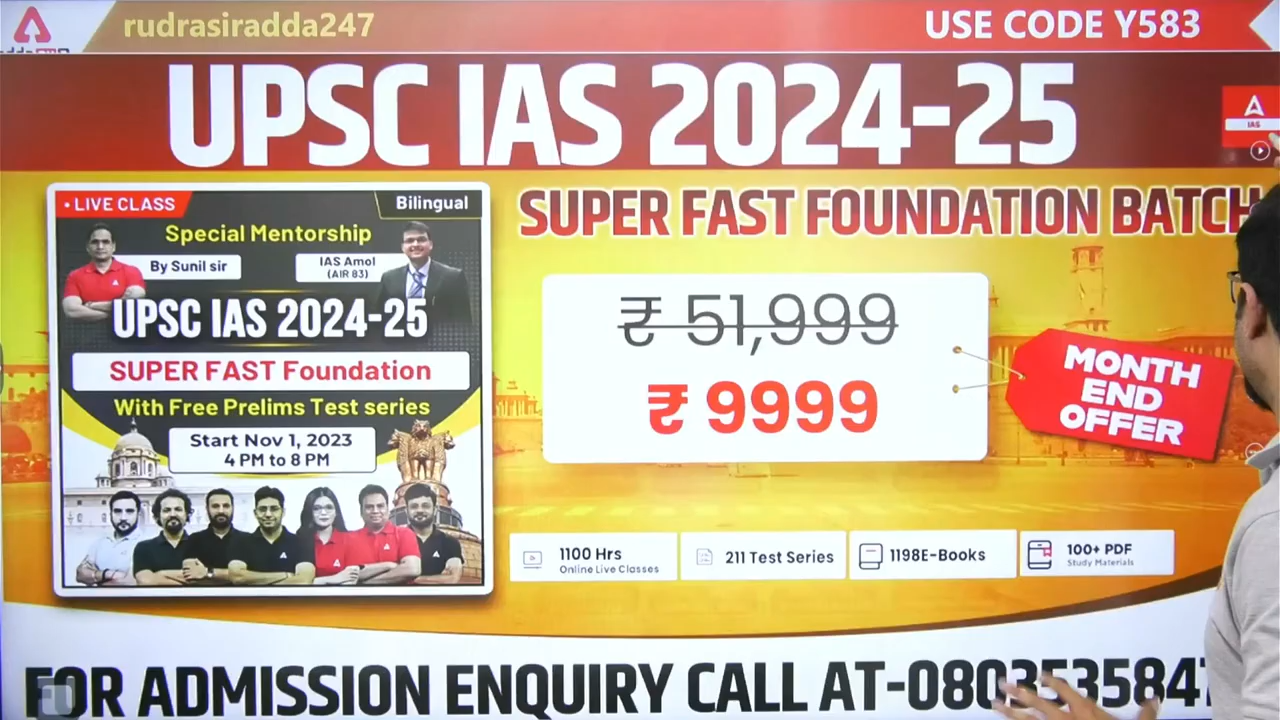 rudrasiradda247
USE CODE Y583
UPSC IAS 2024-25
IAS
SUPER FAST FOUNDATION BATCH
• LIVE CLASS
Bilingual
Special Mentorship
By Sunil sir
IAS Amol
(AIR 83)
UPSC IAS 2024-25
SUPER FAST Foundation
With Free Prelims Test series
Start Nov 1, 2023
4 PM to 8 PM
₹ 51,999
₹ 9999
MONTH
END
OFFER
1100 Hrs
Online Live Classes
211 Test Series
1198E-Books
100+ PDF
Study Materials
FOR ADMISSION ENQUIRY CALL AT-0803535847